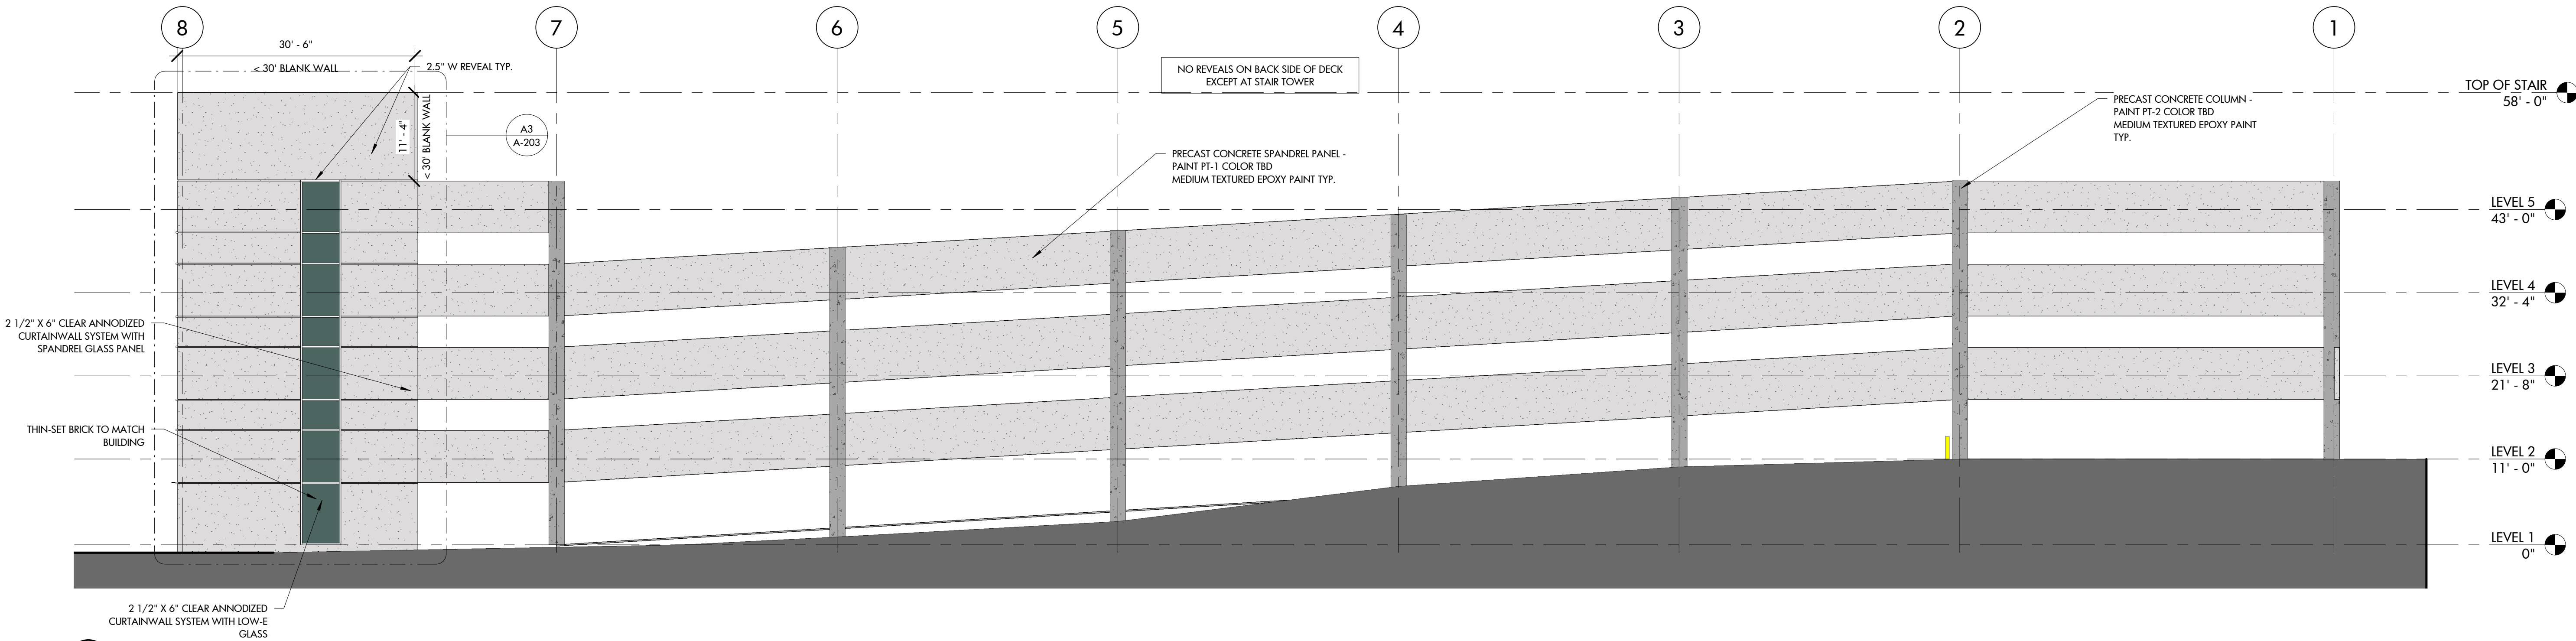 8
7
6
5
4
3
2
1
30' - 6"
< 30' BLANK WALL
2.5" W REVEAL TYP.
11' - 4"
< 30' BLANK WALL
A3
A-203
NO REVEALS ON BACK SIDE OF DECK
EXCEPT AT STAIR TOWER
PRECAST CONCRETE SPANDREL PANEL -
PAINT PT-1 COLOR TBD
MEDIUM TEXTURED EPOXY PAINT TYP.
PRECAST CONCRETE COLUMN -
PAINT PT-2 COLOR TBD
MEDIUM TEXTURED EPOXY PAINT
TYP.
TOP OF STAIR
58' - 0"
LEVEL 5
43' - 0"
LEVEL 4
32' - 4"
LEVEL 3
21' - 8"
LEVEL 2
11' - 0"
LEVEL 1
0"
2 1/2" X 6" CLEAR ANNODIZED
CURTAINWALL SYSTEM WITH
SPANDREL GLASS PANEL
THIN-SET BRICK TO MATCH
BUILDING
2 1/2" X 6" CLEAR ANNODIZED
CURTAINWALL SYSTEM WITH LOW-E
GLASS